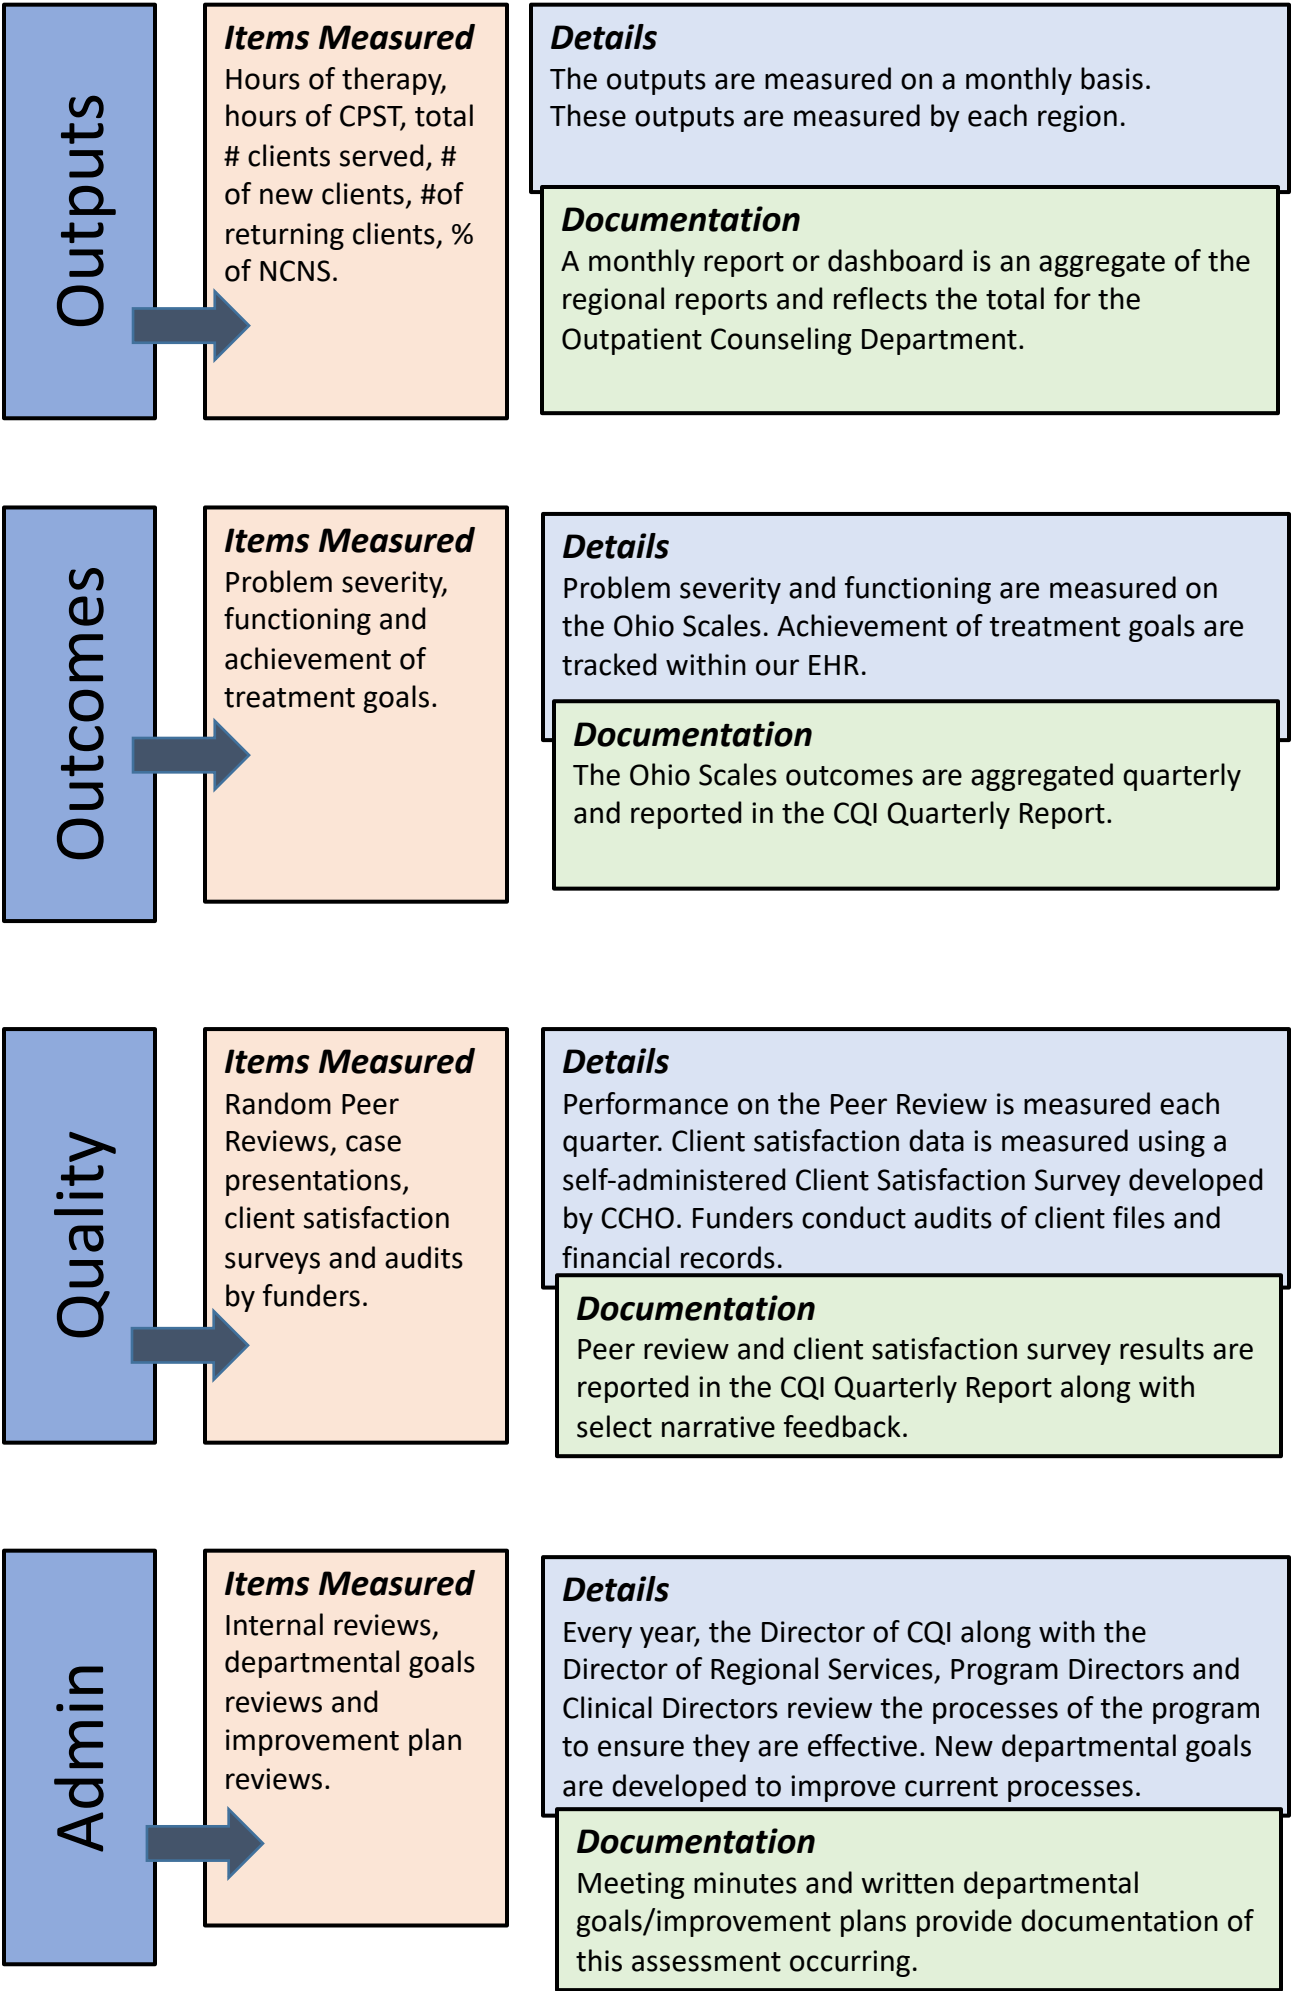 Outputs
Items Measured
Hours of therapy,
hours of CPST, total
# clients served, #
of new clients, #of
returning clients, %
of NCNS.
Details
The outputs are measured on a monthly basis.
These outputs are measured by each region.
Documentation
A monthly report or dashboard is an aggregate of the
regional reports and reflects the total for the
Outpatient Counseling Department.
Outcomes
Items Measured
Problem severity,
functioning and
achievement of
treatment goals.
Details
Problem severity and functioning are measured on
the Ohio Scales. Achievement of treatment goals are
tracked within our EHR.
Documentation
The Ohio Scales outcomes are aggregated quarterly
and reported in the CQI Quarterly Report.
Quality
Items Measured
Random Peer
Reviews, case
presentations,
client satisfaction
surveys and audits
by funders.
Details
Performance on the Peer Review is measured each
quarter. Client satisfaction data is measured using a
self-administered Client Satisfaction Survey developed
by CCHO. Funders conduct audits of client files and
financial records.
Documentation
Peer review and client satisfaction survey results are
reported in the CQI Quarterly Report along with
select narrative feedback.
Admin
Items Measured
Internal reviews,
departmental goals
reviews and
improvement plan
reviews.
Details
Every year, the Director of CQI along with the
Director of Regional Services, Program Directors and
Clinical Directors review the processes of the program
to ensure they are effective. New departmental goals
are developed to improve current processes.
Documentation
Meeting minutes and written departmental
goals/improvement plans provide documentation of
this assessment occurring.